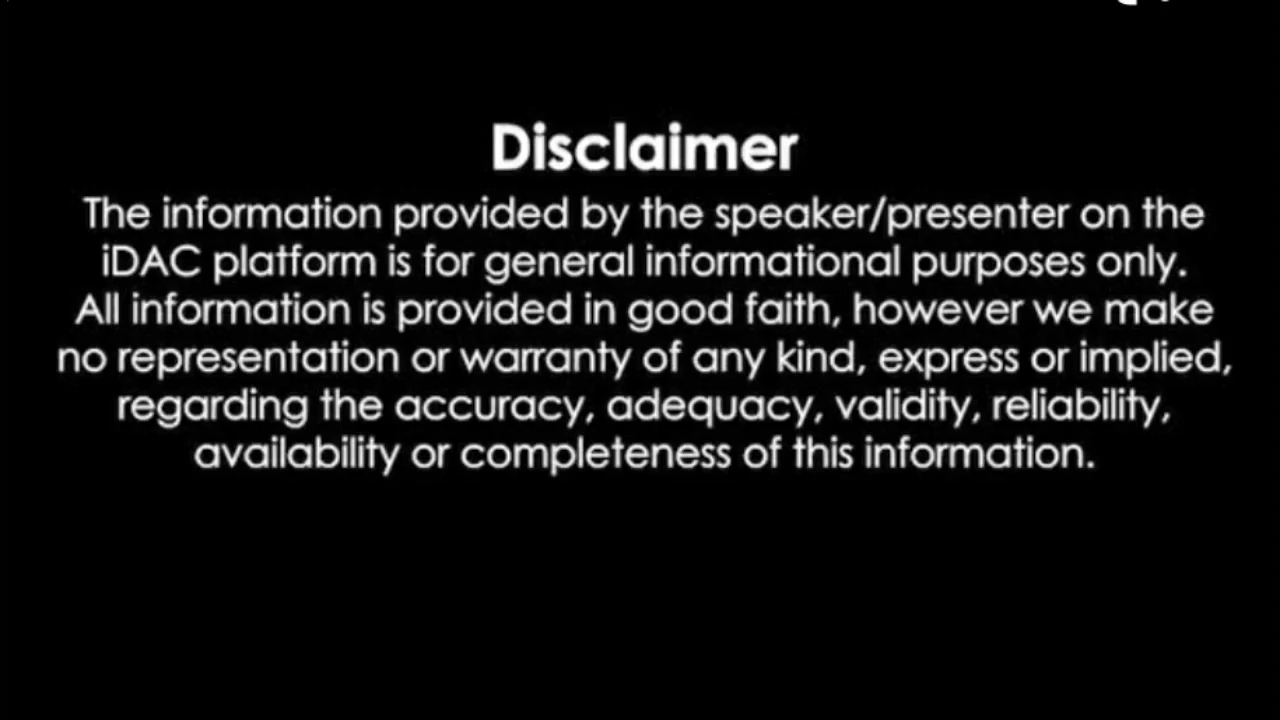 Disclaimer
The information provided by the speaker/presenter on the
iDAC platform is for general informational purposes only.
All information is provided in good faith, however we make
no representation or warranty of any kind, express or implied,
regarding the accuracy, adequacy, validity, reliability,
availability or completeness of this information.